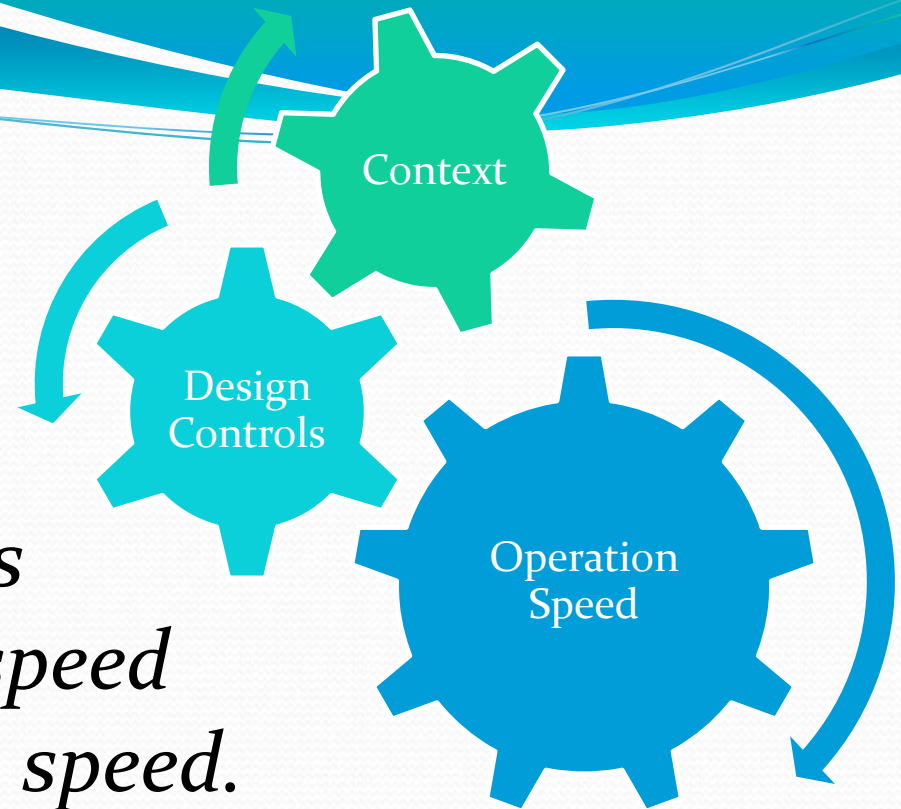 Context
Design
Controls
Operation
Speed
speed.